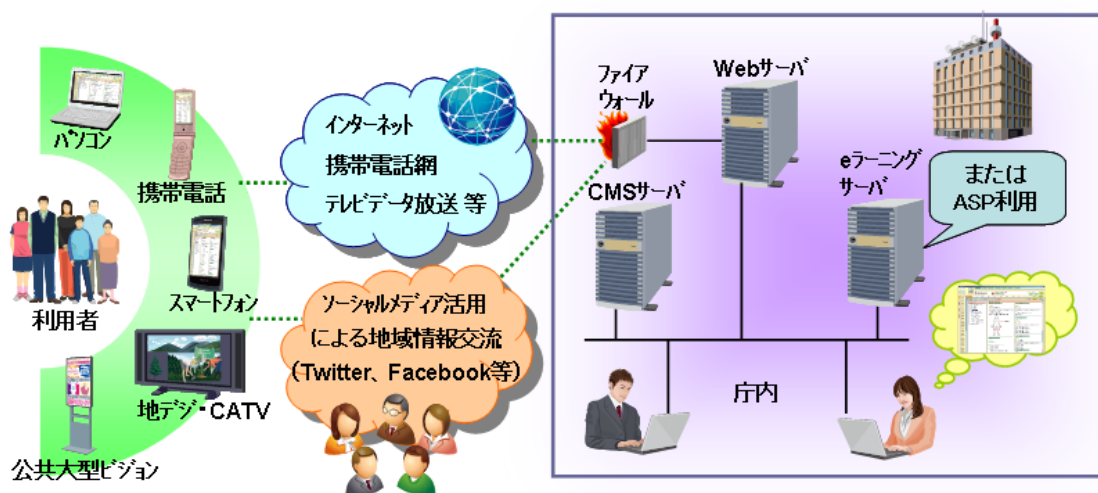 パソコン
携帯電話
利用者
スマートフォン
地デジ・CATV
公共大型ビジョン
インターネット
携帯電話網
テレビデータ放送 等
ソーシャルメディア活用
による地域情報交流
（Twitter、Facebook等）
ファイア
ウォール
Webサーバ
CMSサーバ
eラーニング
サーバ
または
ASP利用
庁内